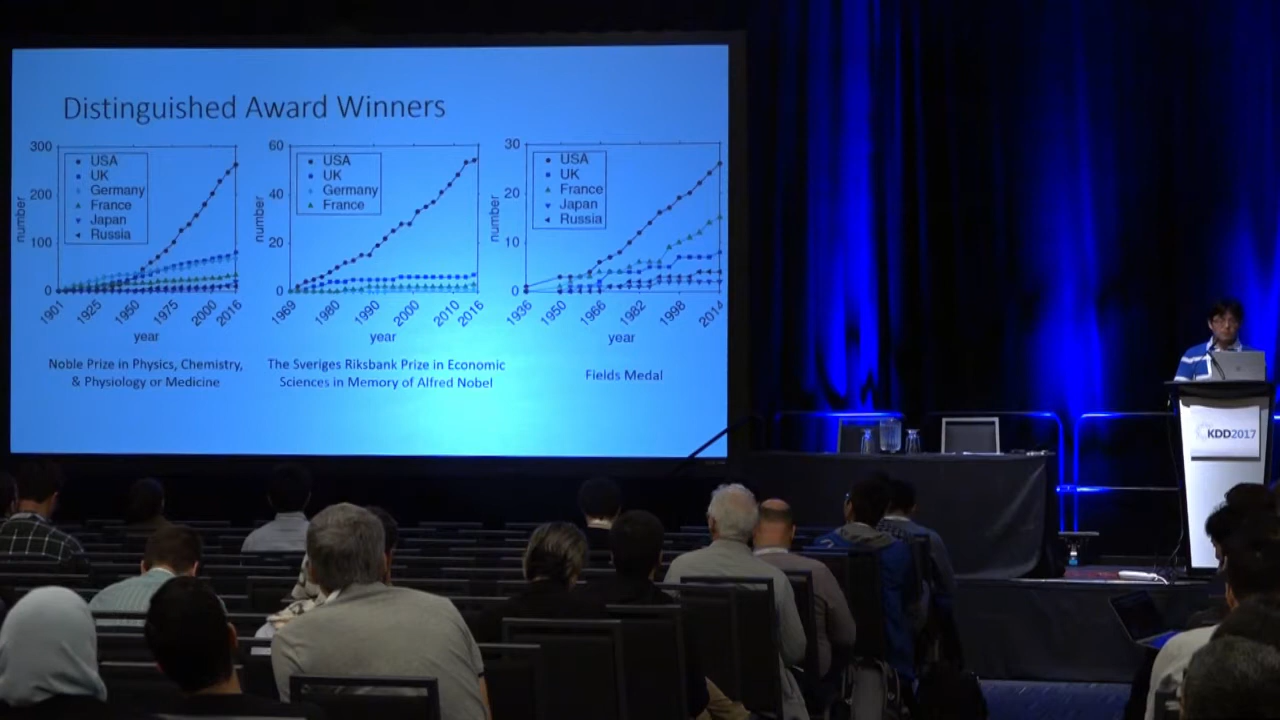 Distinguished Award Winners
300
200
100
0
number
USA
UK
Germany
France
Japan
Russia
1901
1925
1950
1975
2000
2016
year
Noble Prize in Physics, Chemistry,
& Physiology or Medicine
60
40
20
0
number
USA
UK
Germany
France
1969
1980
1990
2000
2010
2016
year
The Sveriges Riksbank Prize in Economic
Sciences in Memory of Alfred Nobel
30
20
10
0
number
USA
UK
France
Japan
Russia
1936
1950
1966
1982
1998
2014
year
Fields Medal
KDD2017